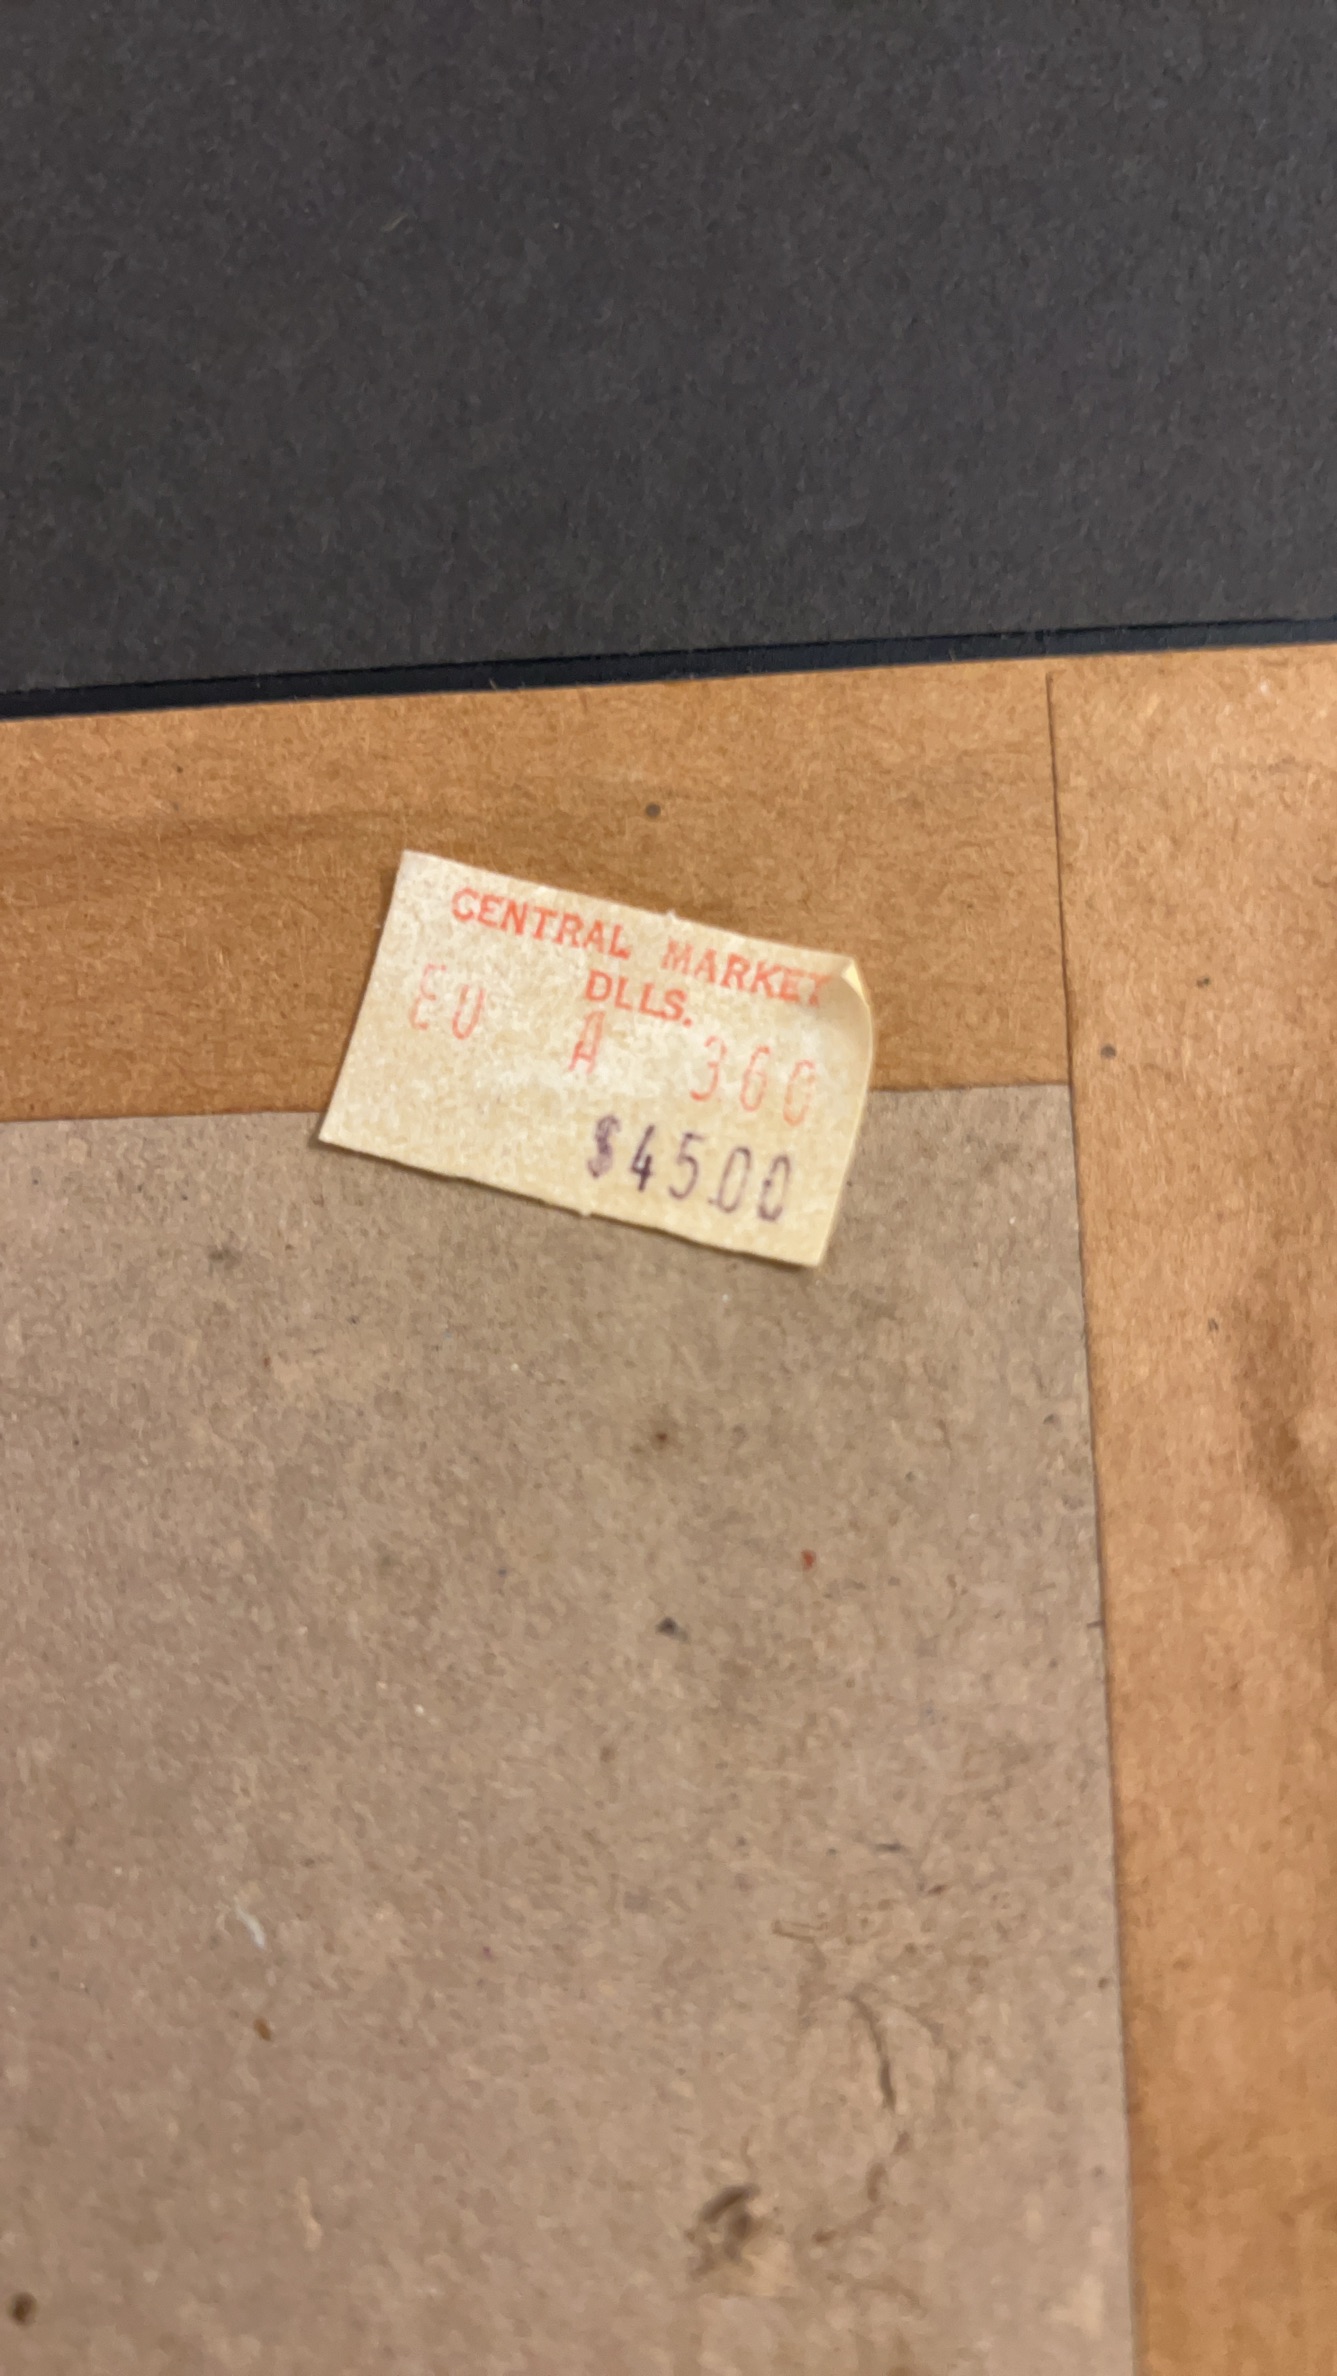 CENTRAL MARKET
DLLS.
EU A 360
$45.00